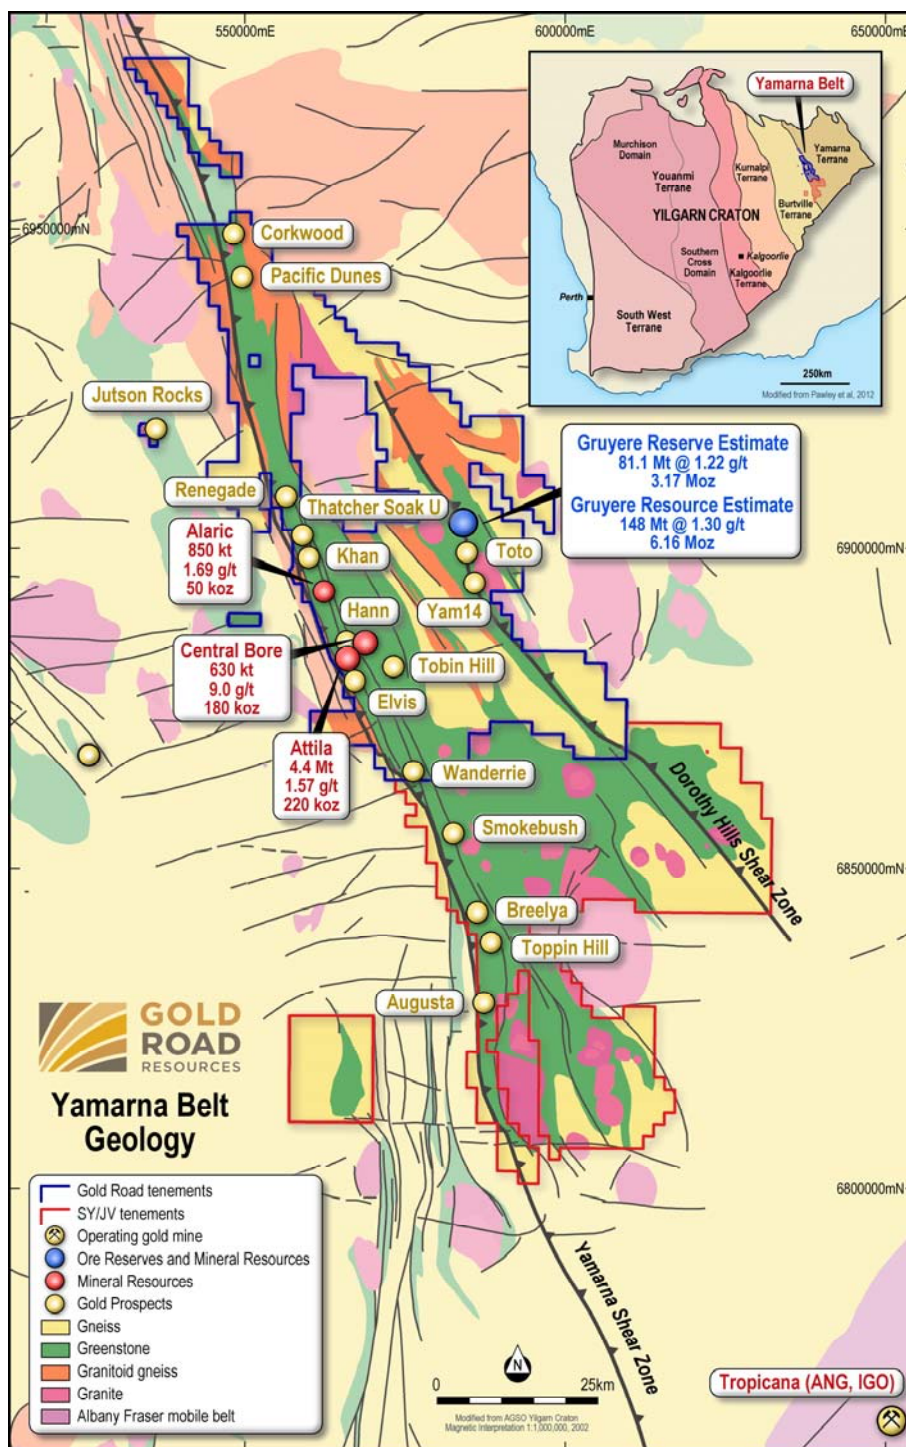 550000mE
600000mE
650000mE
Yamarna Belt
Murchison
Domain
Youanmi
Terrane
Kurnalpi
Terrane
Yamarna
Terrane
Burtville
Terrane
YILGARN CRATON
Southern
Cross
Domain
Kalgoorlie
Kalgoorlie
Terrane
Perth
South West
Terrane
250km
Modified from Pawley et al, 2012
6950000mN
Corkwood
Pacific Dunes
Jutson Rocks
Gruyere Reserve Estimate
81.1 Mt @ 1.22 g/t
3.17 Moz
Gruyere Resource Estimate
148 Mt @ 1.30 g/t
6.16 Moz
Renegade
Thatcher Soak U
Alaric
850 kt
1.69 g/t
50 koz
Khan
Toto
6900000mN
Hann
Yam14
Central Bore
630 kt
9.0 g/t
180 koz
Tobin Hill
Elvis
Attila
4.4 Mt
1.57 g/t
220 koz
Wanderrie
Dorothy Hills Shear Zone
Smokebush
6850000mN
Breelya
Toppin Hill
Augusta
GOLD
ROAD
RESOURCES
Yamarna Belt
Geology
6800000mN
Gold Road tenements
SY/JV tenements
Operating gold mine
Ore Reserves and Mineral Resources
Mineral Resources
Gold Prospects
Gneiss
Greenstone
Granitoid gneiss
Granite
Albany Fraser mobile belt
Yamarna Shear Zone
N
0
25km
Modified from AGSO Yilgarn Craton
Magnetic Interpretation 1:1,000,000, 2002
Tropicana (ANG, IGO)